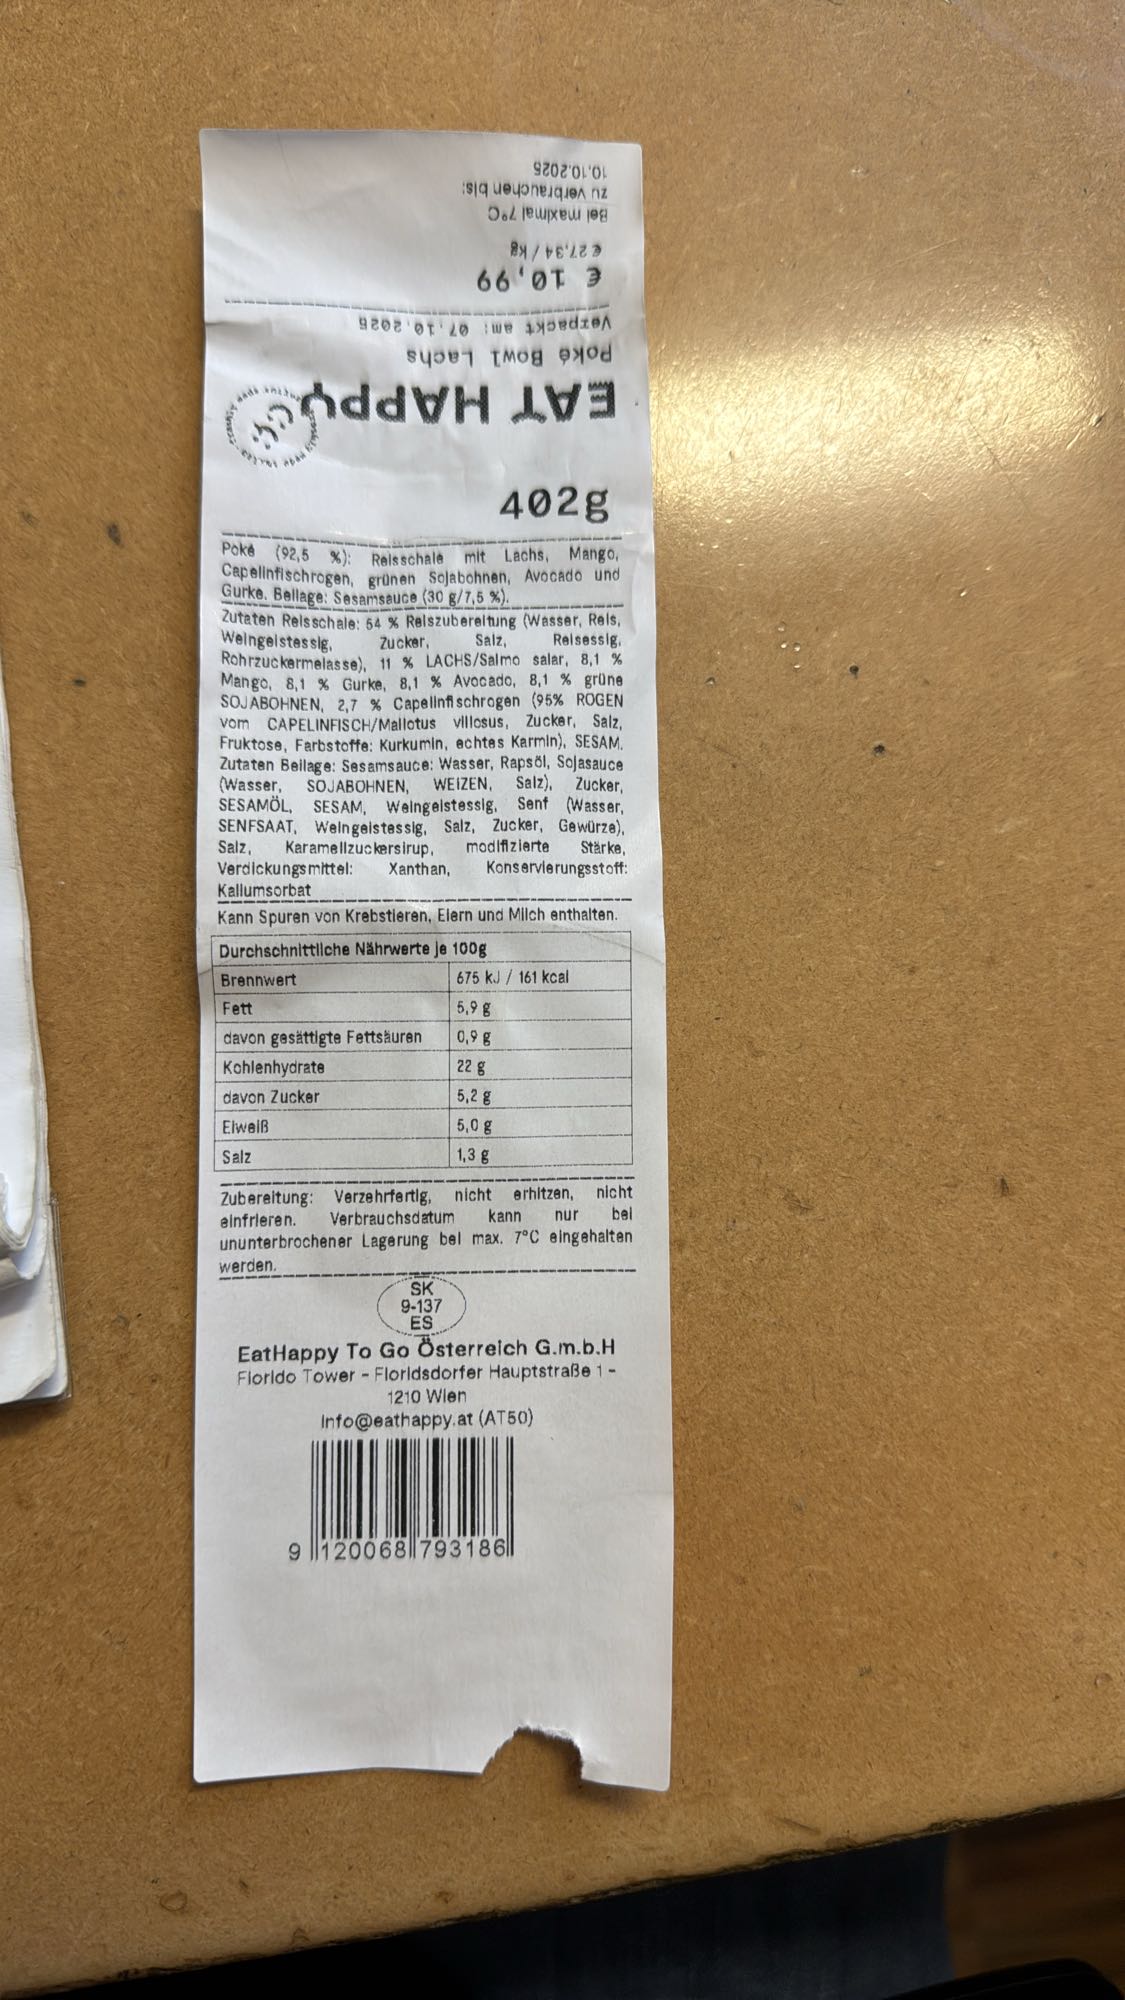 EAT HAPPY
Poké Bowl Lachs
Verpackt am: 07.10.2025
€ 10,99
€ 27,34 / kg
Bei maximal 7°C
zu verbrauchen bis:
10.10.2025
402g
Poké (92,5 %): Reisschale mit Lachs, Mango,
Capelinfischrogen, grünen Sojabohnen, Avocado und
Gurke. Beilage: Sesamsauce (30 g/7,5 %).
Zutaten Reisschale: 54 % Reiszubereitung (Wasser, Reis,
Weingeistessig, Zucker, Salz, Reisessig,
Rohrzuckermelasse), 11 % LACHS/Salmo salar, 8,1 %
Mango, 8,1 % Gurke, 8,1 % Avocado, 8,1 % grüne
SOJABOHNEN, 2,7 % Capelinfischrogen (95% ROGEN
vom CAPELINFISCH/Mallotus villosus, Zucker, Salz,
Fruktose, Farbstoffe: Kurkumin, echtes Karmin), SESAM.
Zutaten Beilage: Sesamsauce: Wasser, Rapsöl, Sojasauce
(Wasser, SOJABOHNEN, WEIZEN, Salz), Zucker,
SESAMÖL, SESAM, Weingeistessig, Senf (Wasser,
SENFSAAT, Weingeistessig, Salz, Zucker, Gewürze),
Salz, Karamellzuckersirup, modifizierte Stärke,
Verdickungsmittel: Xanthan, Konservierungsstoff:
Kaliumsorbat
Kann Spuren von Krebstieren, Eiern und Milch enthalten.
Durchschnittliche Nährwerte je 100g
Brennwert 675 kJ / 161 kcal
Fett 5,9 g
davon gesättigte Fettsäuren 0,9 g
Kohlenhydrate 22 g
davon Zucker 5,2 g
Eiweiß 5,0 g
Salz 1,3 g
Zubereitung: Verzehrfertig, nicht erhitzen, nicht
einfrieren. Verbrauchsdatum kann nur bei
ununterbrochener Lagerung bei max. 7°C eingehalten
werden.
SK
9-137
ES
EatHappy To Go Österreich G.m.b.H
Florido Tower - Floridsdorfer Hauptstraße 1 -
1210 Wien
info@eathappy.at (AT50)
9 120068 793186